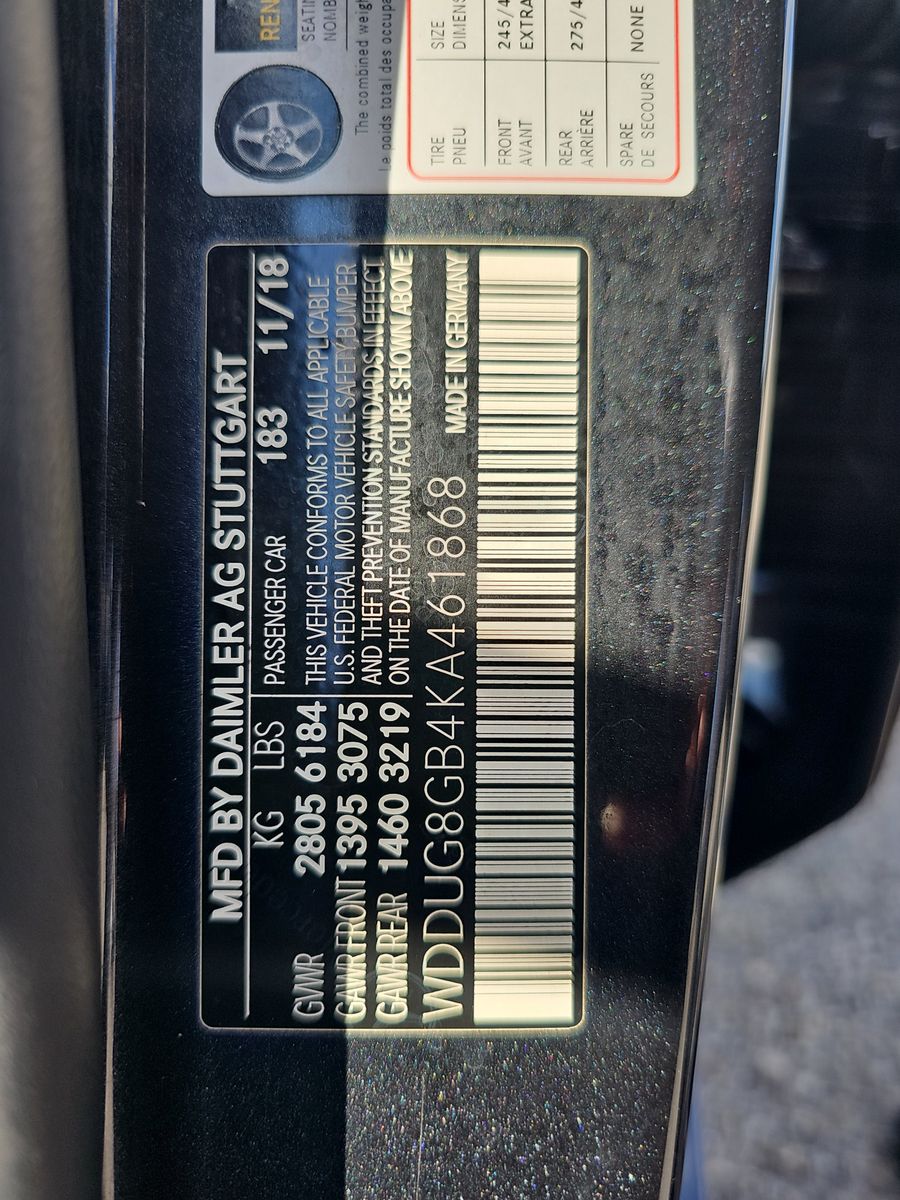 MFD BY DAIMLER AG STUTTGART
KG LBS PASSENGER CAR 183 11/18
GVWR 2805 6184 THIS VEHICLE CONFORMS TO ALL APPLICABLE
GAWR FRONT 1395 3075 U.S. FEDERAL MOTOR VEHICLE SAFETY, BUMPER
AND THEFT PREVENTION STANDARDS IN EFFECT
GAWR REAR 1460 3219 ON THE DATE OF MANUFACTURE SHOWN ABOVE
WDDUG8GB4KA461868 MADE IN GERMANY
REN
SEATIN
NOMB
The combined weigh
Le poids total des occupa
TIRE SIZE
PNEU DIMENS
FRONT 245/4
AVANT EXTRA
REAR 275/4
ARRIÈRE
SPARE NONE
DE SECOURS